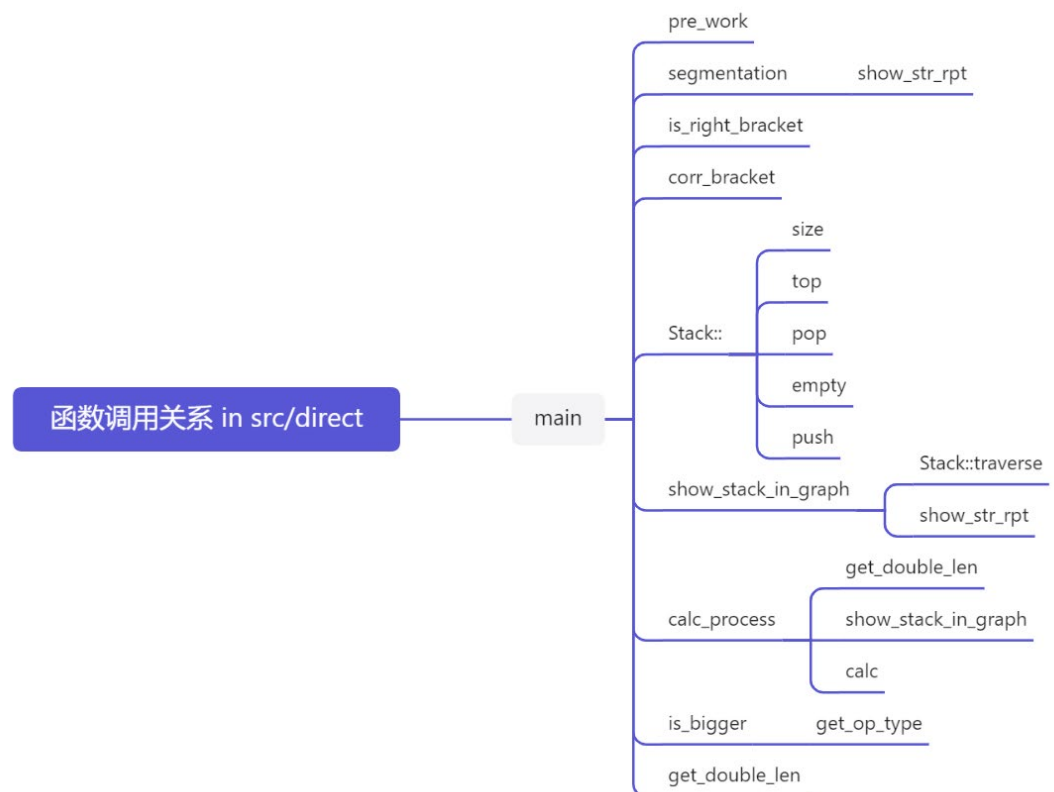 函数调用关系 in src/direct
main
pre_work
segmentation
show_str_rpt
is_right_bracket
corr_bracket
Stack::
size
top
pop
empty
push
show_stack_in_graph
Stack::traverse
show_str_rpt
calc_process
get_double_len
show_stack_in_graph
calc
is_bigger
get_op_type
get_double_len